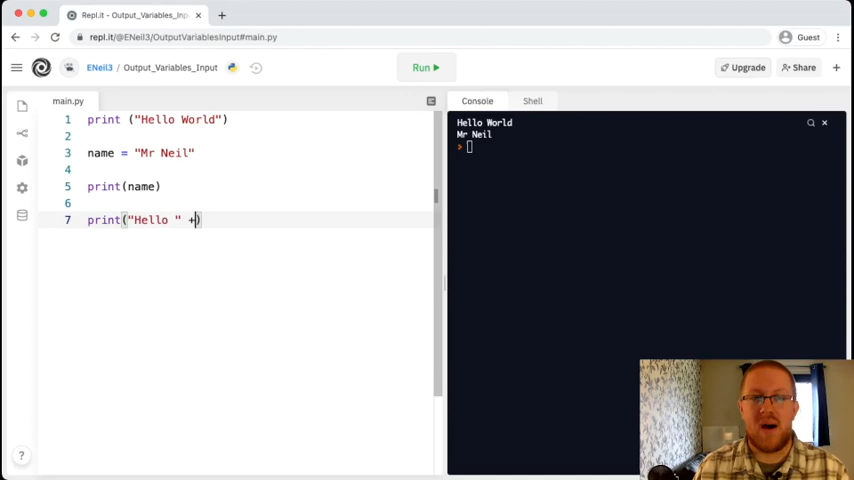 Repl.it - Output_Variables_Inp
repl.it/@ENeil3/OutputVariablesInput#main.py
Guest
ENeil3 / Output_Variables_Input
Run
Upgrade
Share
main.py
1 print ("Hello World")
2
3 name = "Mr Neil"
4
5 print(name)
6
7 print("Hello " +)
Console
Shell
Hello World
Mr Neil
>
?